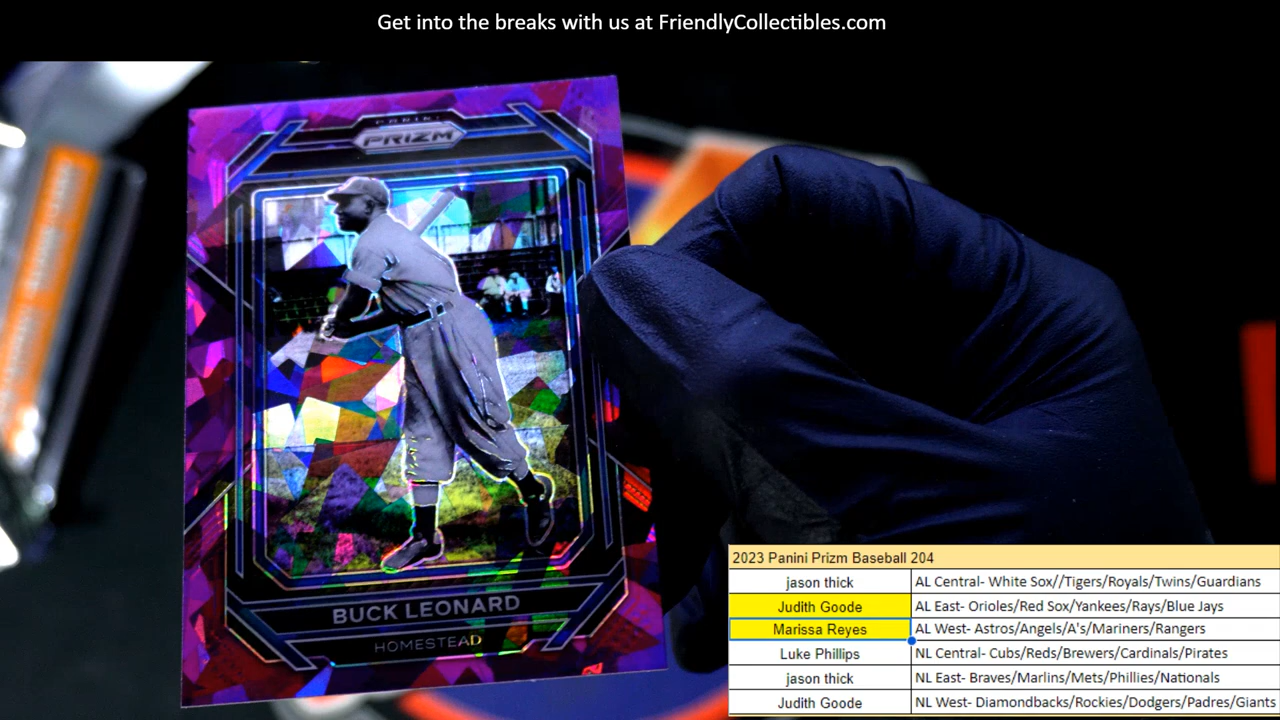 Get into the breaks with us at FriendlyCollectibles.com
PANINI
PRIZM
BUCK LEONARD
HOMESTEAD
2023 Panini Prizm Baseball 204
jason thick AL Central- White Sox//Tigers/Royals/Twins/Guardians
Judith Goode AL East- Orioles/Red Sox/Yankees/Rays/Blue Jays
Marissa Reyes AL West- Astros/Angels/A's/Mariners/Rangers
Luke Phillips NL Central- Cubs/Reds/Brewers/Cardinals/Pirates
jason thick NL East- Braves/Marlins/Mets/Phillies/Nationals
Judith Goode NL West- Diamondbacks/Rockies/Dodgers/Padres/Giants